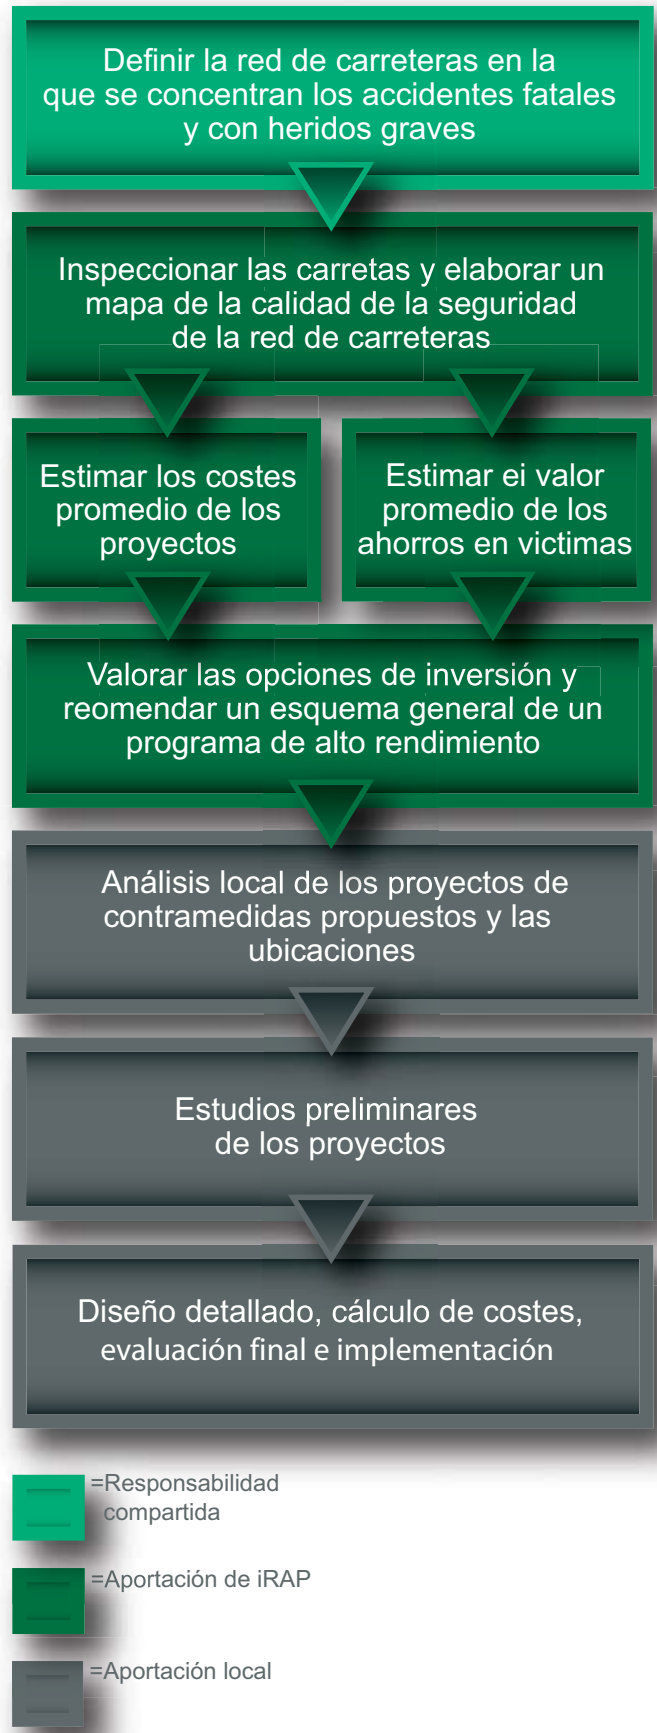 Definir la red de carreteras en la
que se concentran los accidentes fatales
y con heridos graves
Inspeccionar las carretas y elaborar un
mapa de la calidad de la seguridad
de la red de carreteras
Estimar los costes
promedio de los
proyectos
Estimar ei valor
promedio de los
ahorros en victimas
Valorar las opciones de inversión y
reomendar un esquema general de un
programa de alto rendimiento
Análisis local de los proyectos de
contramedidas propuestos y las
ubicaciones
Estudios preliminares
de los proyectos
Diseño detallado, cálculo de costes,
evaluación final e implementación
=Responsabilidad
compartida
=Aportación de iRAP
=Aportación local